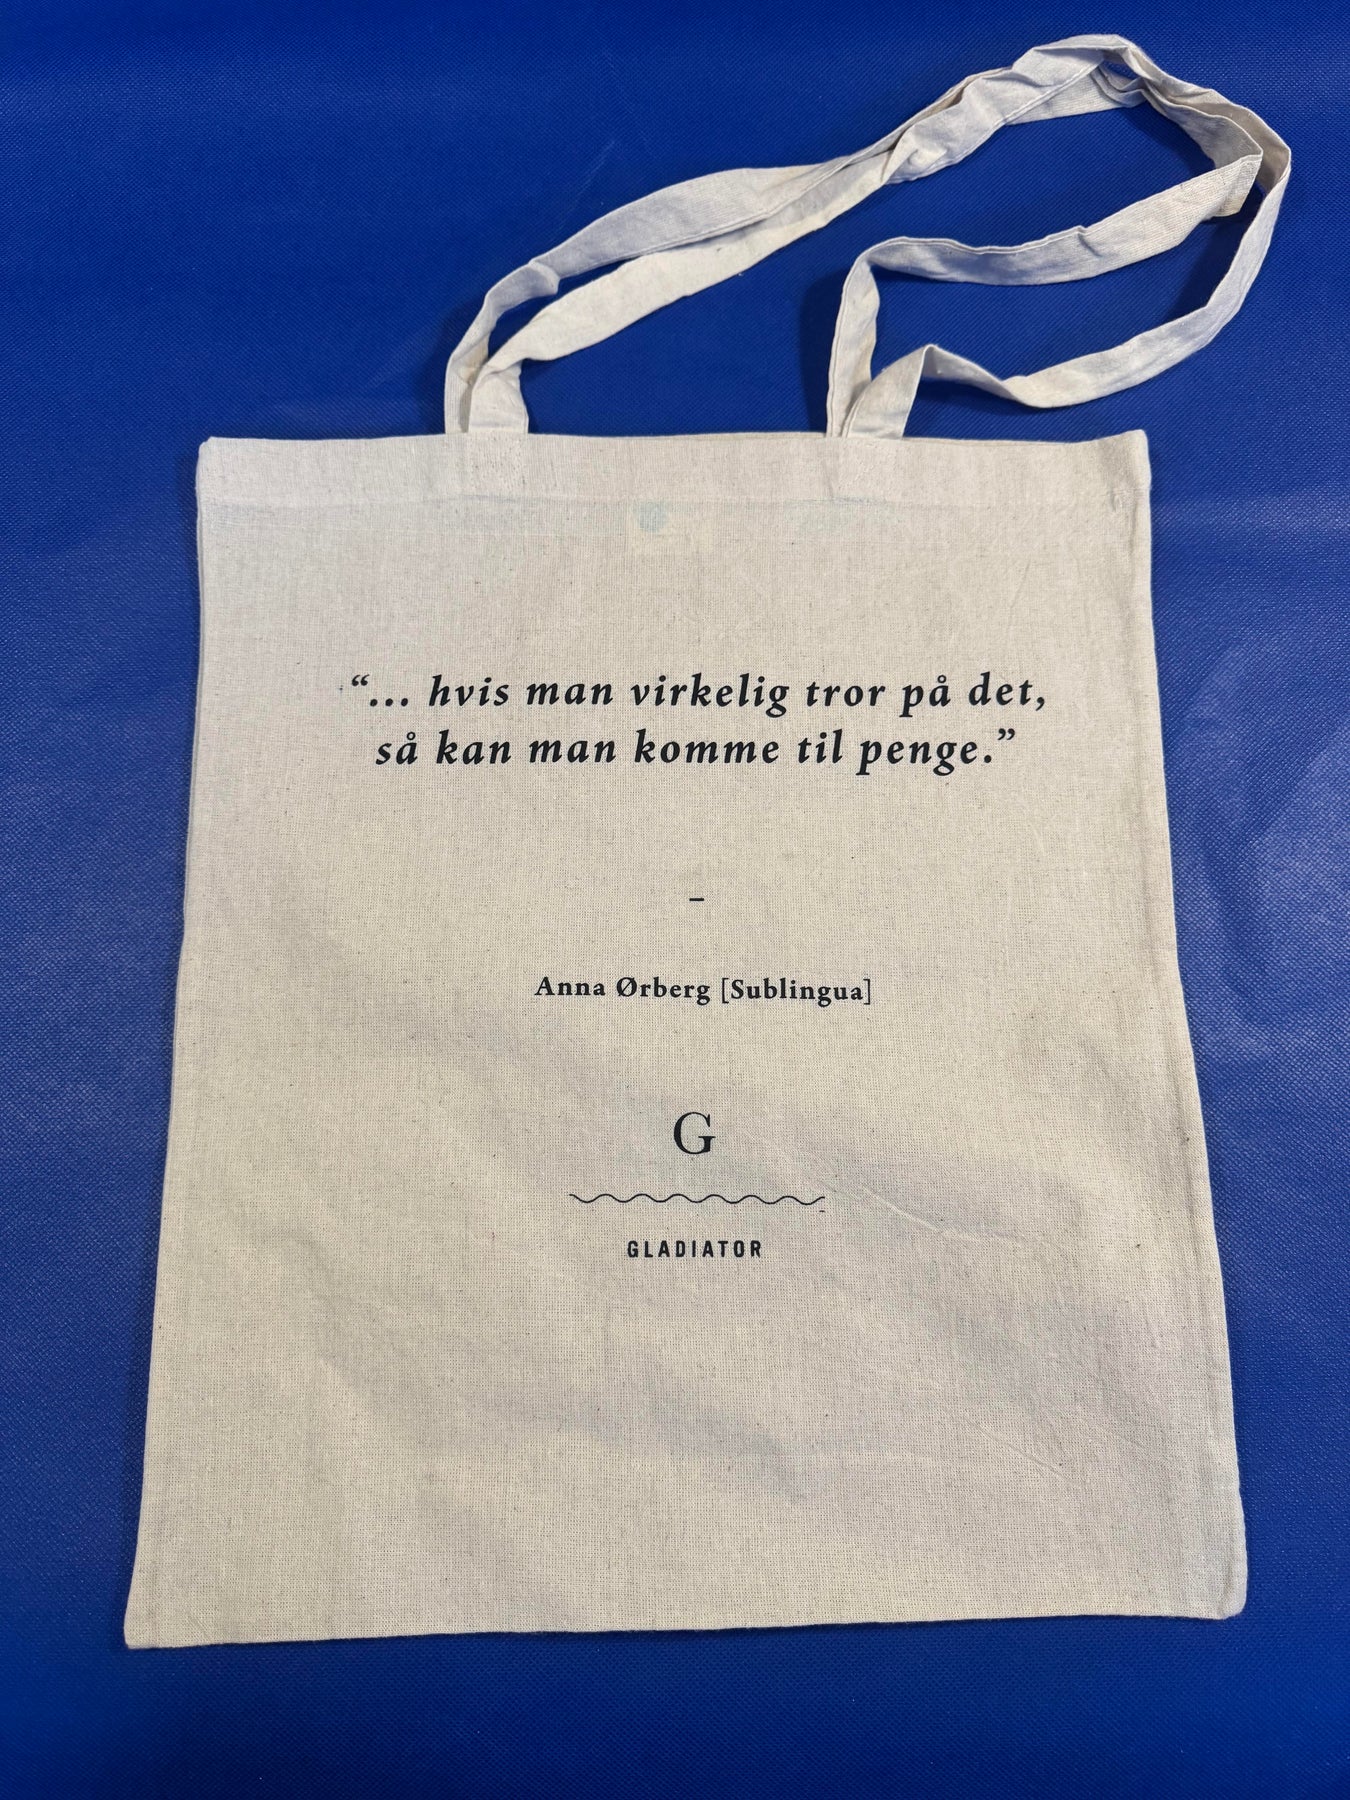 “... hvis man virkelig tror på det,
så kan man komme til penge.”
–
Anna Ørberg [Sublingua]
G
GLADIATOR